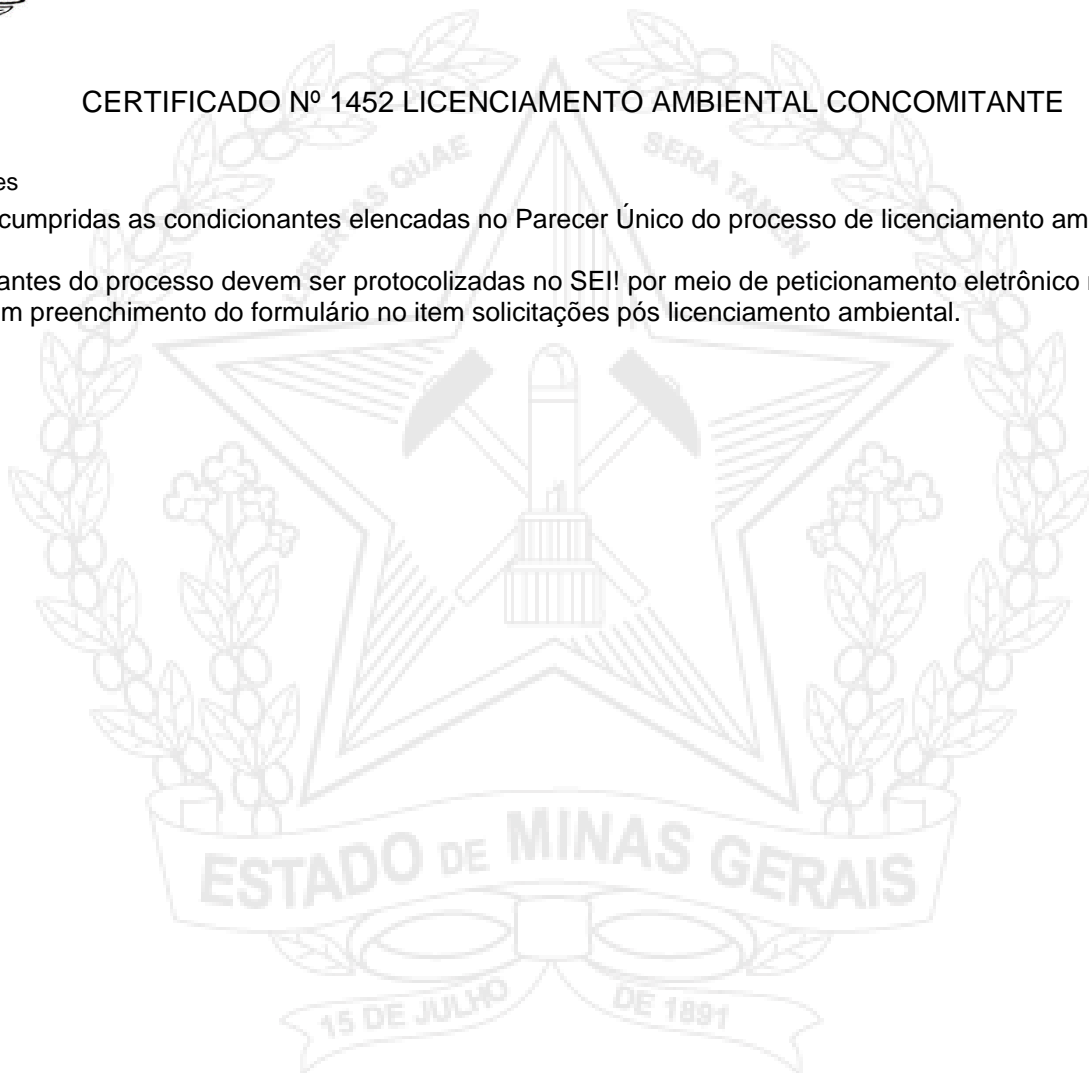 CERTIFICADO Nº 1452 LICENCIAMENTO AMBIENTAL CONCOMITANTE
es
cumpridas as condicionantes elencadas no Parecer Único do processo de licenciamento am
antes do processo devem ser protocolizadas no SEI! por meio de peticionamento eletrônico
m preenchimento do formulário no item solicitações pós licenciamento ambiental.
LIBERTAS QUAE SERA TAMEN
ESTADO DE MINAS GERAIS
15 DE JULHO DE 1891